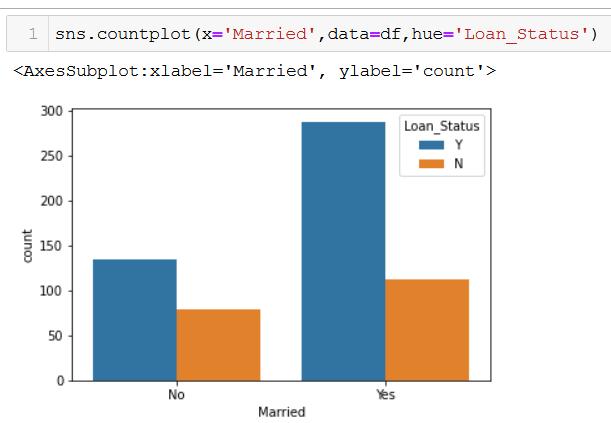 1 sns.countplot(x='Married',data=df,hue='Loan_Status')
<AxesSubplot:xlabel='Married', ylabel='count'>
300
250
200
150
100
50
0
count
Loan_Status
Y
N
No Yes
Married